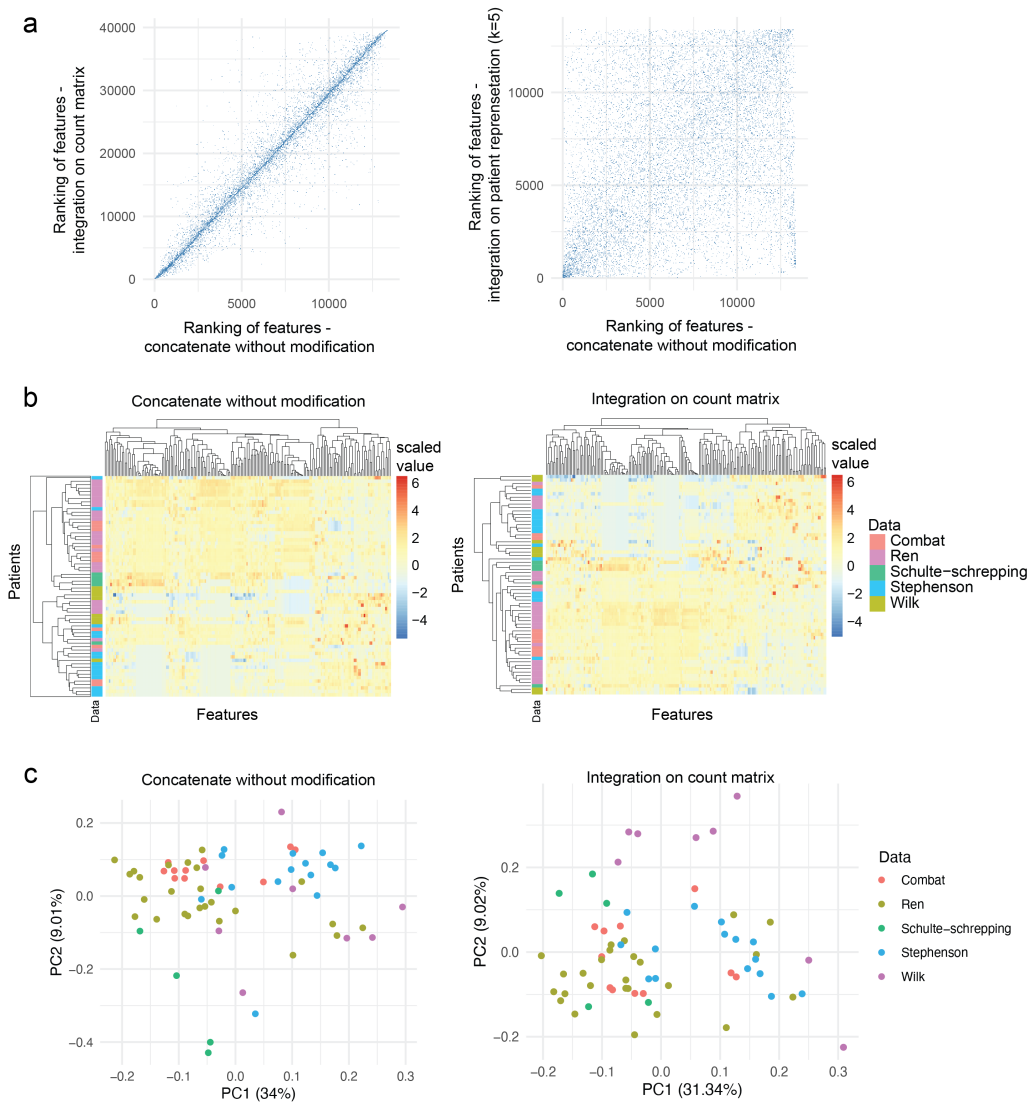 a
40000
30000
20000
10000
0
0
5000
10000
Ranking of features -
integration on count matrix
Ranking of features -
concatenate without modification
10000
5000
0
0
5000
10000
Ranking of features -
integration on patient reprensetation (k=5)
Ranking of features -
concatenate without modification
b
Concatenate without modification
scaled
value
6
4
2
0
−2
−4
Patients
Data
Features
Integration on count matrix
scaled
value
6
4
2
0
−2
−4
Patients
Data
Features
Data
Combat
Ren
Schulte-schrepping
Stephenson
Wilk
c
Concatenate without modification
0.2
0.0
−0.2
−0.4
PC2 (9.01%)
−0.2
−0.1
0.0
0.1
0.2
0.3
PC1 (34%)
Integration on count matrix
0.2
0.0
−0.2
PC2 (9.02%)
−0.2
−0.1
0.0
0.1
0.2
0.3
PC1 (31.34%)
Data
Combat
Ren
Schulte-schrepping
Stephenson
Wilk